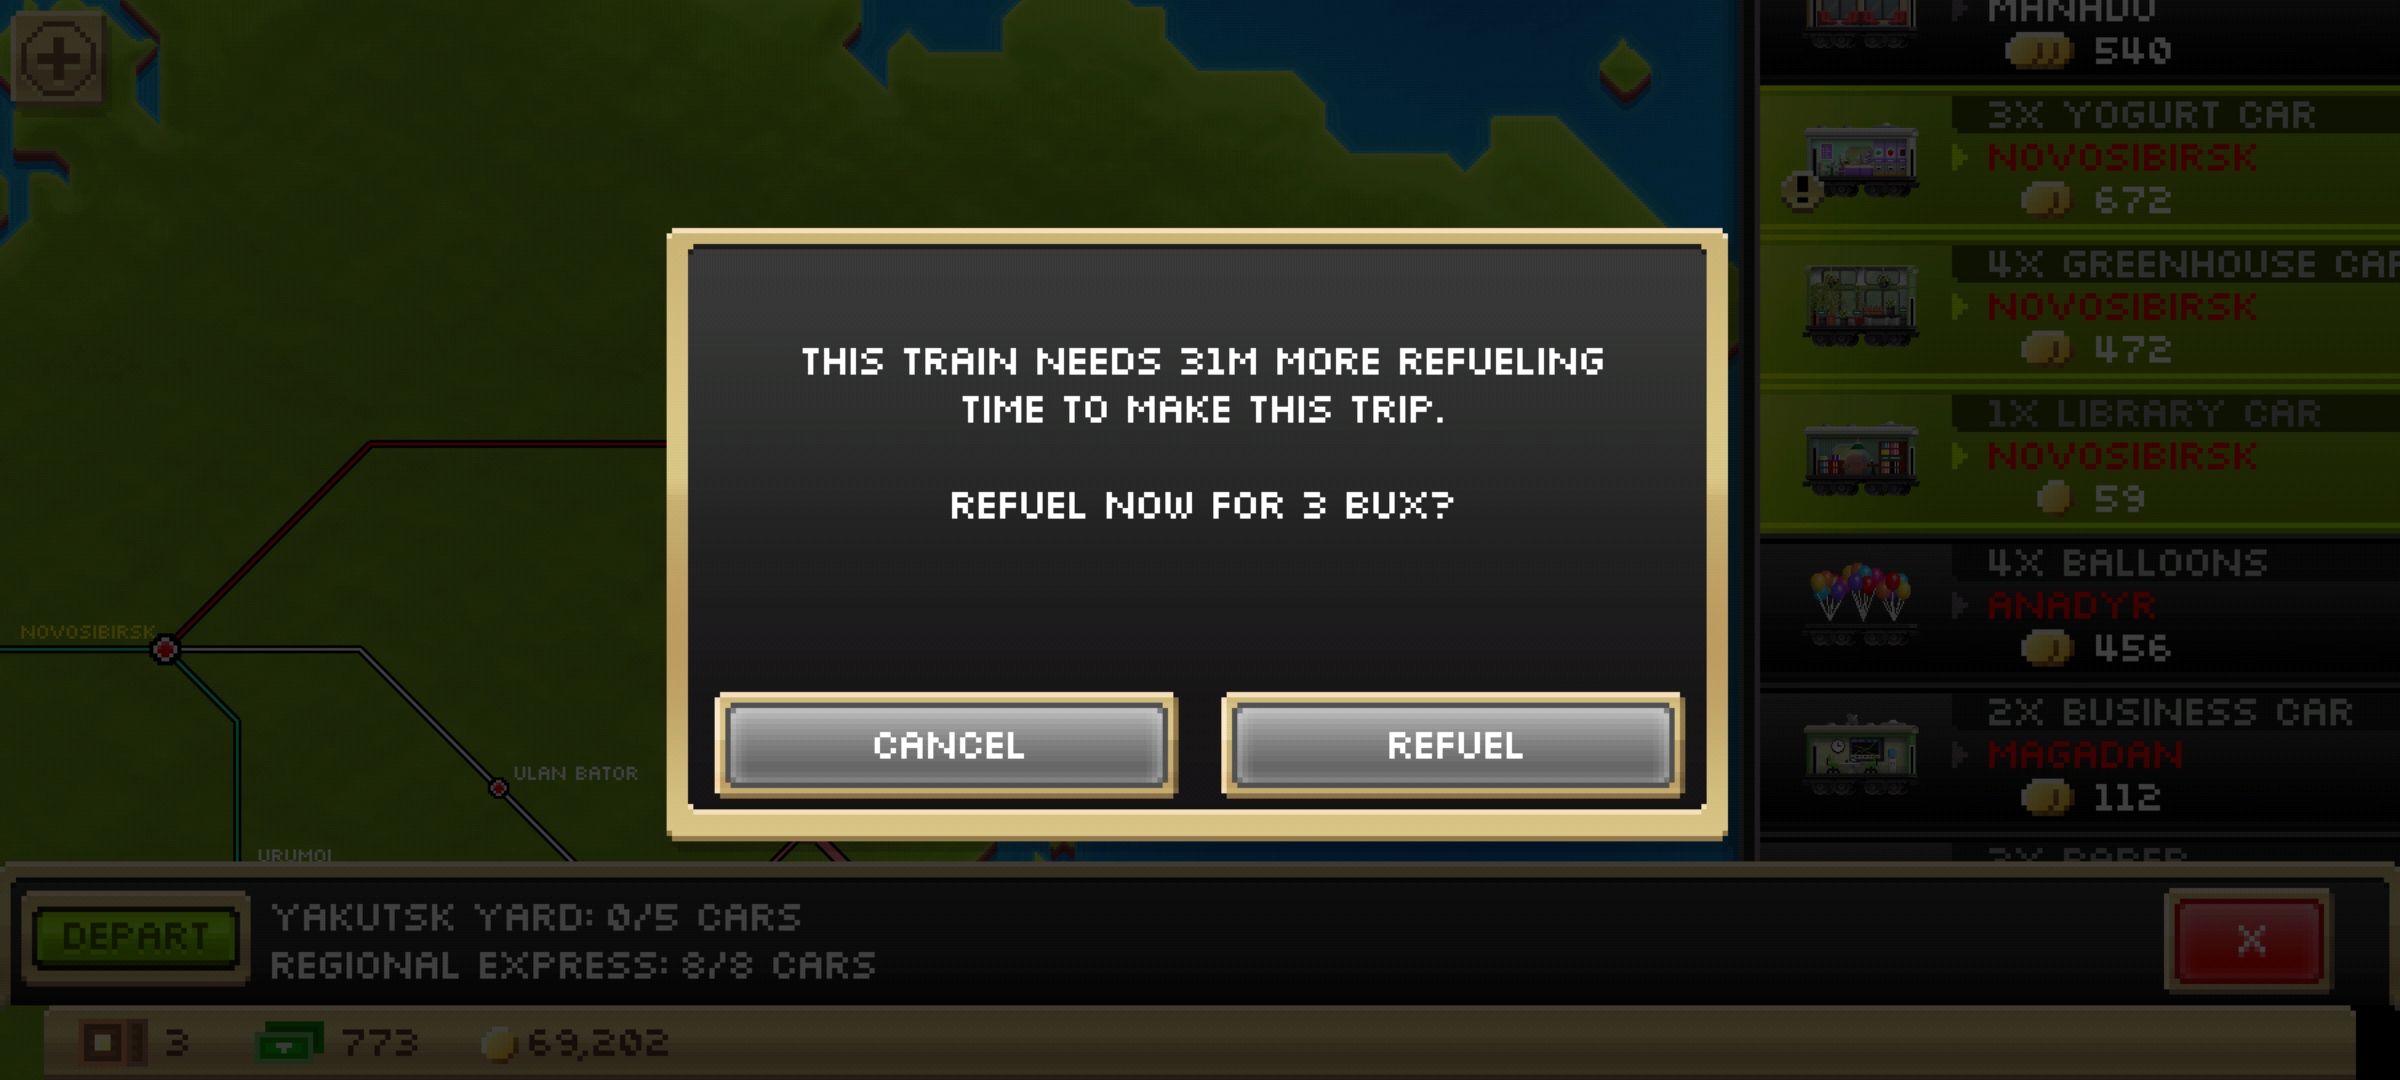 MANADO
540
3X YOGURT CAR
NOVOSIBIRSK
672
4X GREENHOUSE CAR
NOVOSIBIRSK
472
1X LIBRARY CAR
NOVOSIBIRSK
59
4X BALLOONS
ANADYR
456
2X BUSINESS CAR
MAGADAN
112
THIS TRAIN NEEDS 31M MORE REFUELING
TIME TO MAKE THIS TRIP.
REFUEL NOW FOR 3 BUX?
CANCEL
REFUEL
NOVOSIBIRSK
ULAN BATOR
URUMQI
DEPART
YAKUTSK YARD: 0/5 CARS
REGIONAL EXPRESS: 8/8 CARS
X
3
773
69,202